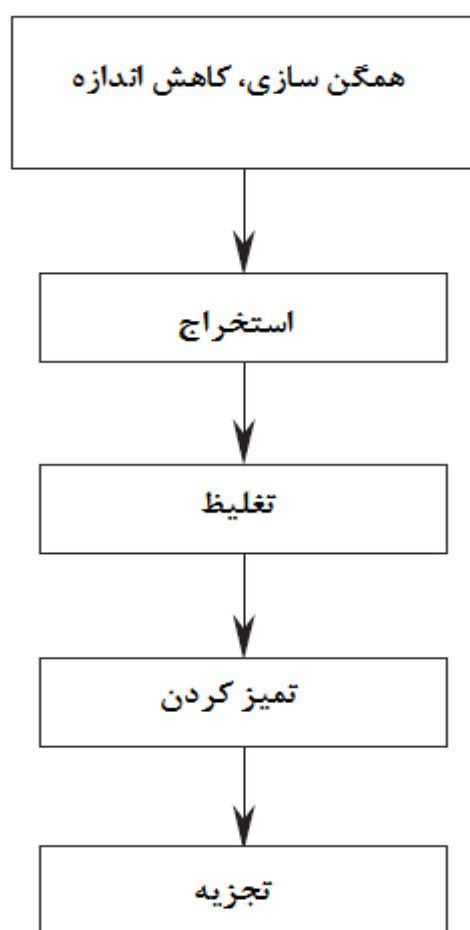 همگن سازی، کاهش اندازه
استخراج
تغلیظ
تمیز کردن
تجزیه